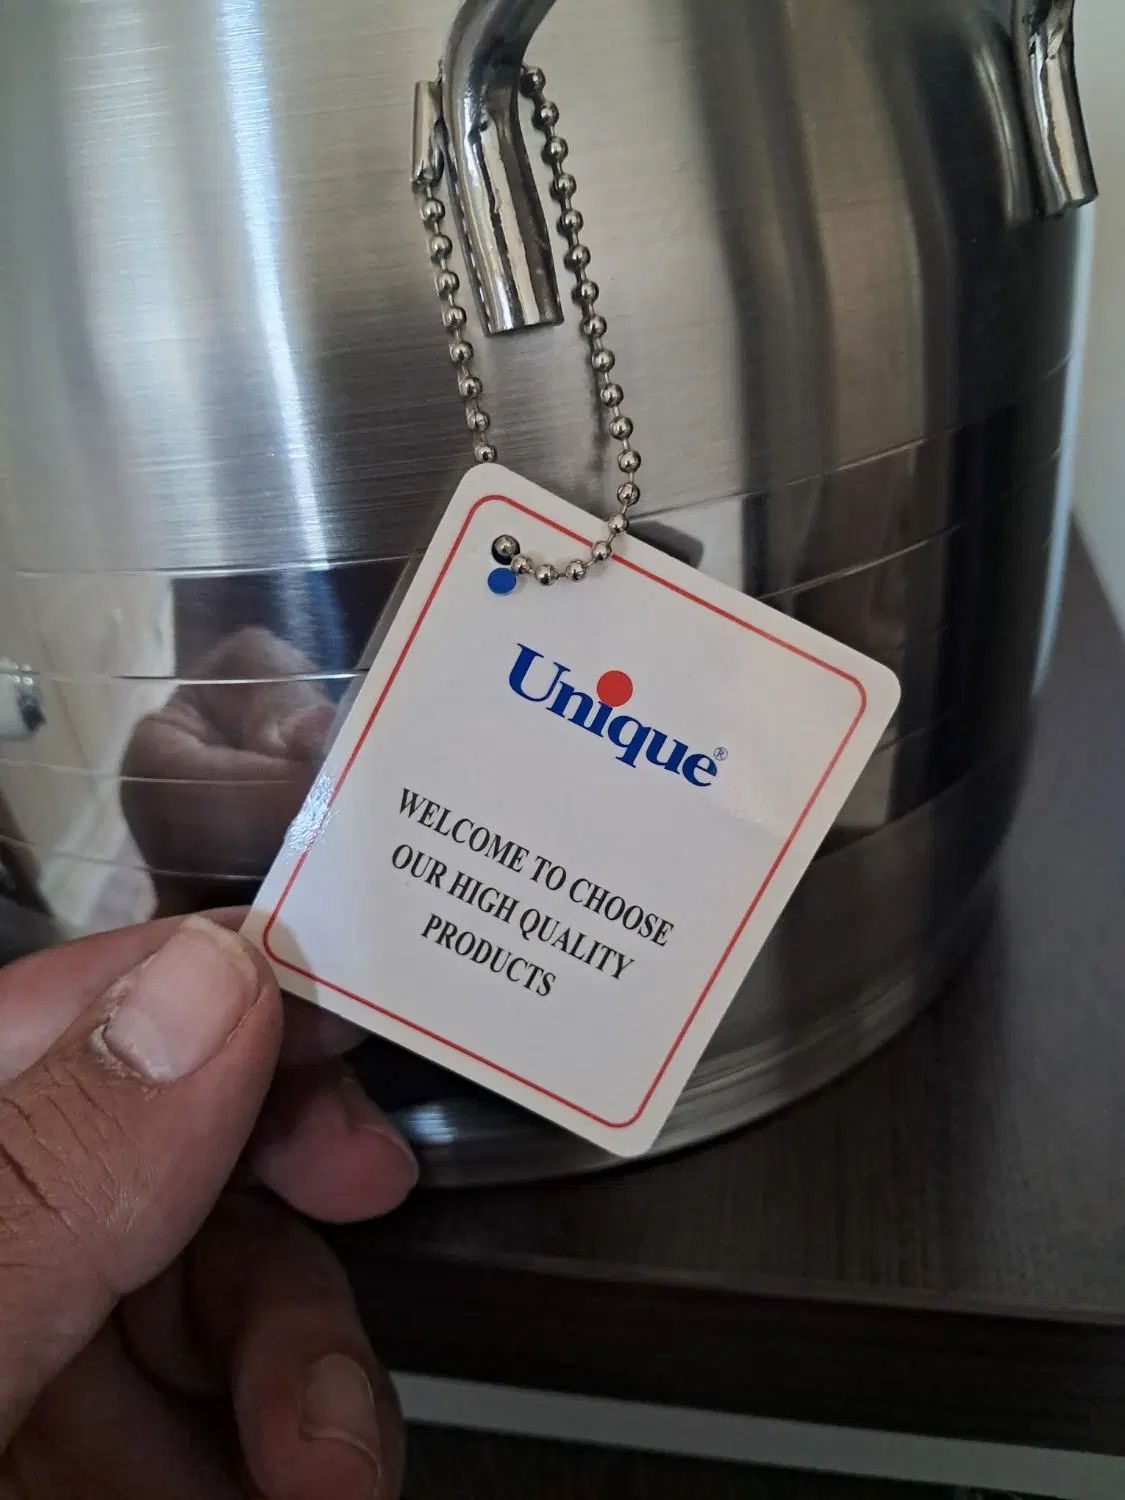 Unique®
WELCOME TO CHOOSE
OUR HIGH QUALITY
PRODUCTS